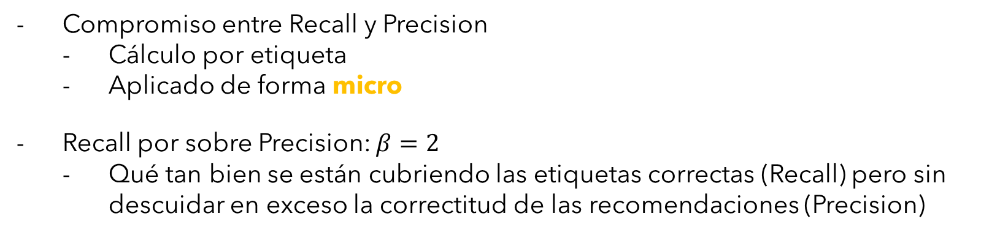 - Compromiso entre Recall y Precision
- Cálculo por etiqueta
- Aplicado de forma micro
- Recall por sobre Precision: 𝛽 = 2
- Qué tan bien se están cubriendo las etiquetas correctas (Recall) pero sin
descuidar en exceso la correctitud de las recomendaciones (Precision)